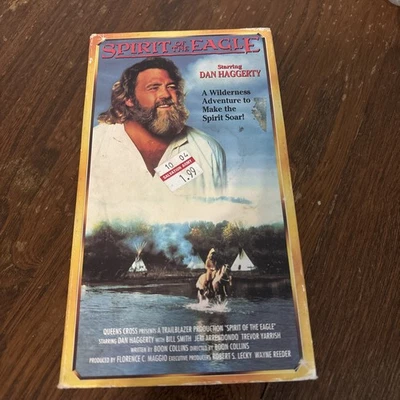 SPIRIT OF THE EAGLE
Starring
DAN HAGGERTY
A Wilderness
Adventure to
Make the
Spirit Soar!
10 04
1.99
QUEENS CROSS PRESENTS A TRAILBLAZER PRODUCTION "SPIRIT OF THE EAGLE"
STARRING DAN HAGGERTY WITH BILL SMITH JERI ARREDONDO TREVOR YARRISH
WRITTEN BY BOON COLLINS DIRECTED BY BOON COLLINS
PRODUCED BY FLORENCE C. MAGGIO EXECUTIVE PRODUCERS ROBERT S. LECKY WAYNE REEDER